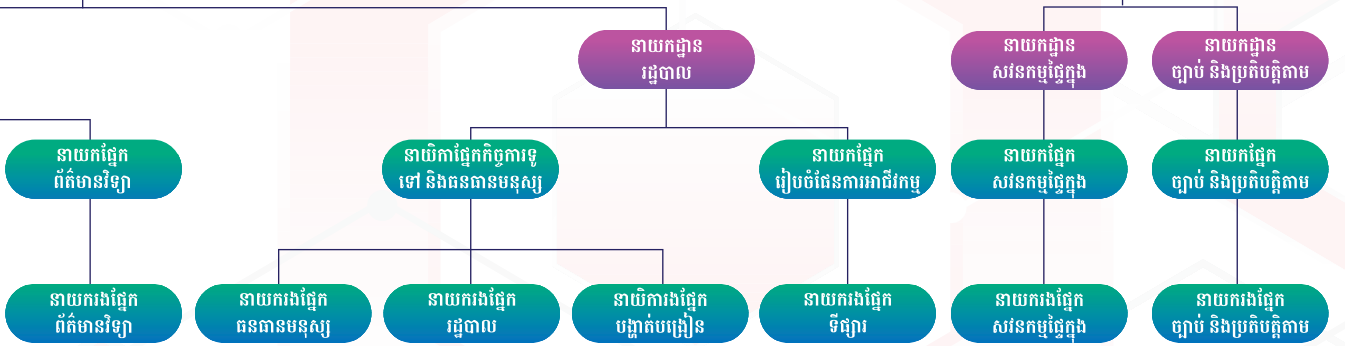 នាយកដ្ឋាន
រដ្ឋបាល
នាយកដ្ឋាន
សវនកម្មផ្ទៃក្នុង
នាយកដ្ឋាន
ច្បាប់ និងប្រតិបត្តិតាម
នាយកផ្នែក
ព័ត៌មានវិទ្យា
នាយិកាផ្នែកកិច្ចការទូ
ទៅ និងធនធានមនុស្ស
នាយកផ្នែក
រៀបចំផែនការអាជីវកម្ម
នាយកផ្នែក
សវនកម្មផ្ទៃក្នុង
នាយកផ្នែក
ច្បាប់ និងប្រតិបត្តិតាម
នាយករងផ្នែក
ព័ត៌មានវិទ្យា
នាយករងផ្នែក
ធនធានមនុស្ស
នាយករងផ្នែក
រដ្ឋបាល
នាយិការងផ្នែក
បង្ហាត់បង្រៀន
នាយករងផ្នែក
ទីផ្សារ
នាយករងផ្នែក
សវនកម្មផ្ទៃក្នុង
នាយករងផ្នែក
ច្បាប់ និងប្រតិបត្តិតាម